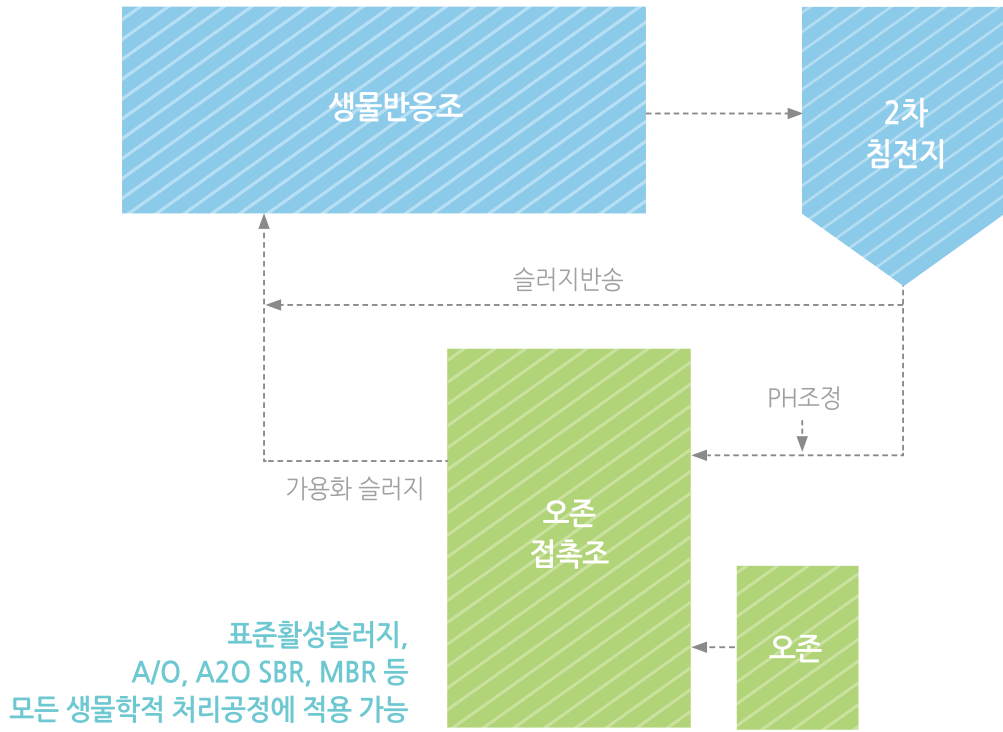 생물반응조
2차
침전지
슬러지반송
PH조정
가용화 슬러지
오존
접촉조
오존
표준활성슬러지,
A/O, A2O SBR, MBR 등
모든 생물학적 처리공정에 적용 가능